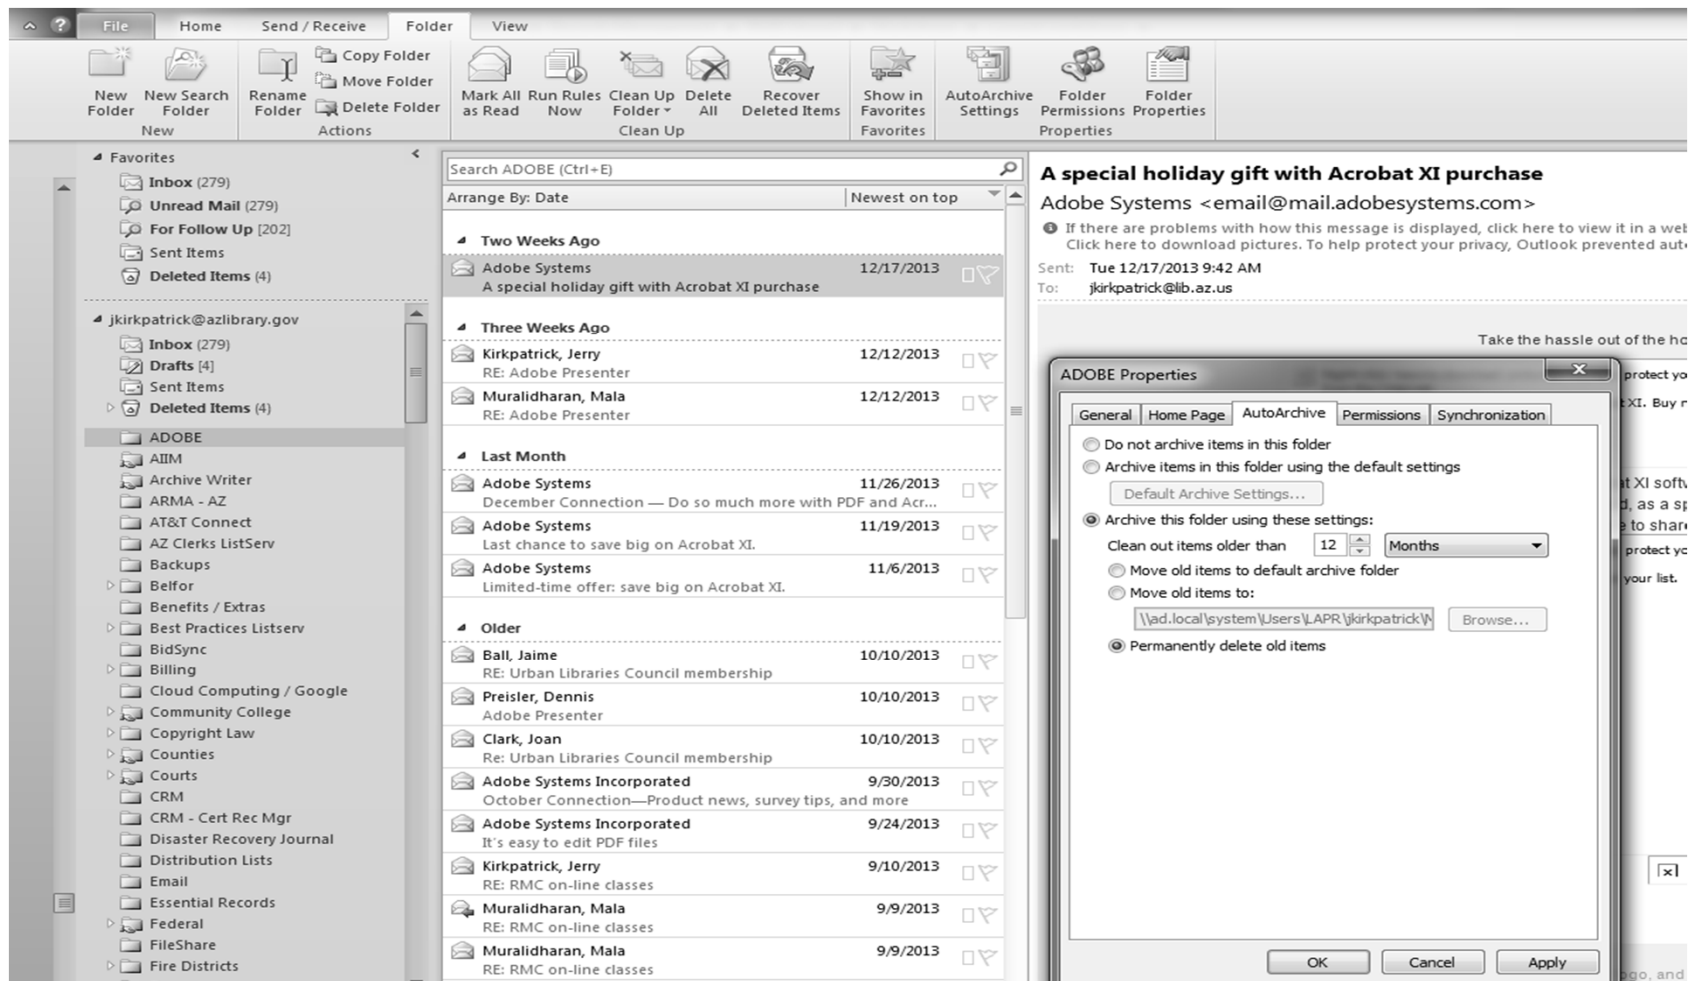 File Home Send / Receive Folder View
New Folder
New Search Folder
New
Rename Folder
Copy Folder
Move Folder
Delete Folder
Actions
Mark All as Read
Run Rules Now
Clean Up Folder
Delete All
Recover Deleted Items
Clean Up
Show in Favorites
Favorites
AutoArchive Settings
Folder Permissions
Folder Properties
Properties
Favorites
Inbox (279)
Unread Mail (279)
For Follow Up [202]
Sent Items
Deleted Items (4)
jkirkpatrick@azlibrary.gov
Inbox (279)
Drafts [4]
Sent Items
Deleted Items (4)
ADOBE
AIIM
Archive Writer
ARMA - AZ
AT&T Connect
AZ Clerks ListServ
Backups
Belfor
Benefits / Extras
Best Practices Listserv
BidSync
Billing
Cloud Computing / Google
Community College
Copyright Law
Counties
Courts
CRM
CRM - Cert Rec Mgr
Disaster Recovery Journal
Distribution Lists
Email
Essential Records
Federal
FileShare
Fire Districts
Search ADOBE (Ctrl+E)
Arrange By: Date Newest on top
Two Weeks Ago
Adobe Systems 12/17/2013
A special holiday gift with Acrobat XI purchase
Three Weeks Ago
Kirkpatrick, Jerry 12/12/2013
RE: Adobe Presenter
Muralidharan, Mala 12/12/2013
RE: Adobe Presenter
Last Month
Adobe Systems 11/26/2013
December Connection — Do so much more with PDF and Acr...
Adobe Systems 11/19/2013
Last chance to save big on Acrobat XI.
Adobe Systems 11/6/2013
Limited-time offer: save big on Acrobat XI.
Older
Ball, Jaime 10/10/2013
RE: Urban Libraries Council membership
Preisler, Dennis 10/10/2013
Adobe Presenter
Clark, Joan 10/10/2013
Re: Urban Libraries Council membership
Adobe Systems Incorporated 9/30/2013
October Connection—Product news, survey tips, and more
Adobe Systems Incorporated 9/24/2013
It's easy to edit PDF files
Kirkpatrick, Jerry 9/10/2013
RE: RMC on-line classes
Muralidharan, Mala 9/9/2013
RE: RMC on-line classes
Muralidharan, Mala 9/9/2013
RE: RMC on-line classes
A special holiday gift with Acrobat XI purchase
Adobe Systems <email@mail.adobesystems.com>
If there are problems with how this message is displayed, click here to view it in a
Click here to download pictures. To help protect your privacy, Outlook prevented
Sent: Tue 12/17/2013 9:42 AM
To: jkirkpatrick@lib.az.us
Take the hassle out of the
ADOBE Properties
General Home Page AutoArchive Permissions Synchronization
Do not archive items in this folder
Archive items in this folder using the default settings
Default Archive Settings...
Archive this folder using these settings:
Clean out items older than 12 Months
Move old items to default archive folder
Move old items to:
\\ad.local\system\Users\LAPR\jkirkpatrick\ Browse...
Permanently delete old items
OK Cancel Apply
protect
XI. Buy
XI
, as a
to
protect
your list.
, and